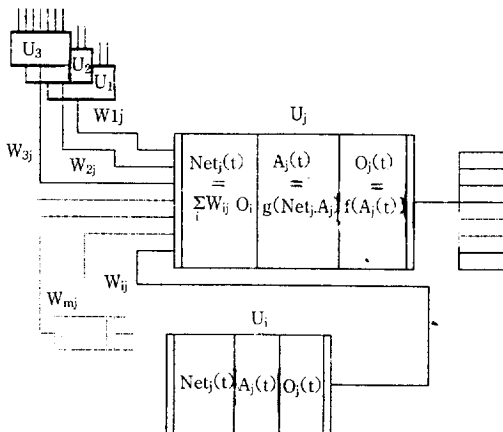 U3
U2
U1
W1j
Uj
W3j
W2j
Netj(t) Aj(t) Oj(t)
= = =
ΣWij Oi g(Netj.Aj) f(Aj(t))
i
Wij
Wmj
Ui
Netj(t) Aj(t) Oj(t)